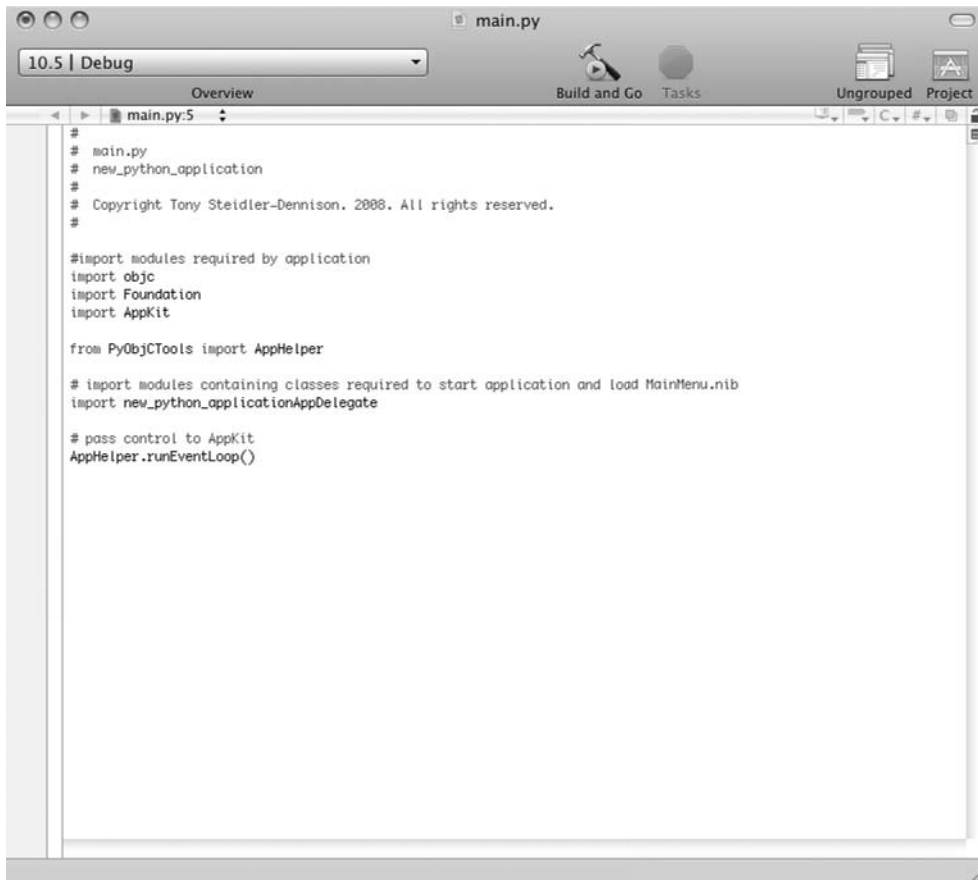 main.py
10.5 | Debug
Overview
Build and Go
Tasks
Ungrouped
Project
main.py:5
C
#
#
# main.py
# new_python_application
#
# Copyright Tony Steidler-Dennison. 2008. All rights reserved.
#
#import modules required by application
import objc
import Foundation
import AppKit
from PyObjCTools import AppHelper
# import modules containing classes required to start application and load MainMenu.nib
import new_python_applicationAppDelegate
# pass control to AppKit
AppHelper.runEventLoop()